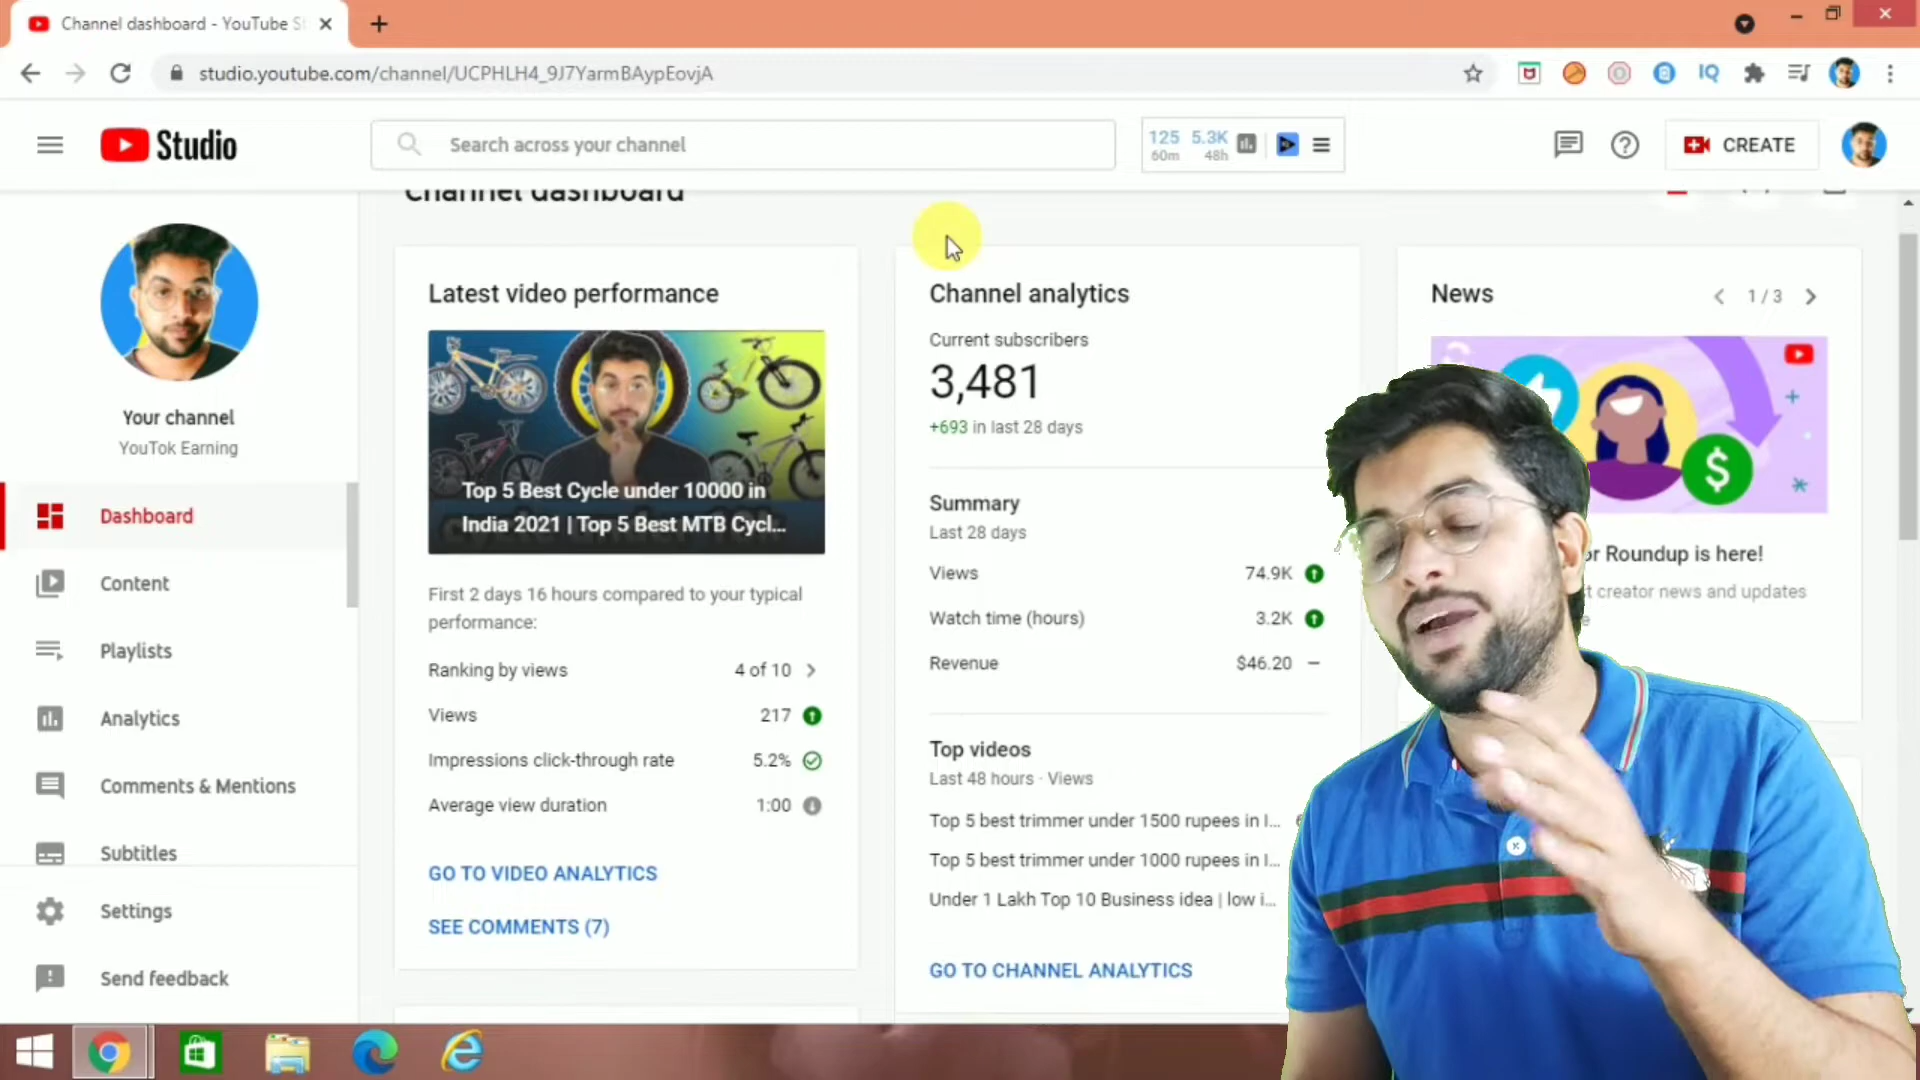 Channel dashboard - YouTube S
studio.youtube.com/channel/UCPHLH4_9J7YarmBAypEovjA
IQ
Studio
Search across your channel
125 5.3K
60m 48h
CREATE
Channel dashboard
Your channel
YouTok Earning
Dashboard
Content
Playlists
Analytics
Comments & Mentions
Subtitles
Settings
Send feedback
Latest video performance
Top 5 Best Cycle under 10000 in
India 2021 | Top 5 Best MTB Cycl...
First 2 days 16 hours compared to your typical
performance:
Ranking by views 4 of 10
Views 217
Impressions click-through rate 5.2%
Average view duration 1:00
GO TO VIDEO ANALYTICS
SEE COMMENTS (7)
Channel analytics
Current subscribers
3,481
+693 in last 28 days
Summary
Last 28 days
Views 74.9K
Watch time (hours) 3.2K
Revenue $46.20 —
Top videos
Last 48 hours · Views
Top 5 best trimmer under 1500 rupees in I...
Top 5 best trimmer under 1000 rupees in I...
Under 1 Lakh Top 10 Business idea | low i...
GO TO CHANNEL ANALYTICS
News
1 / 3
$
Roundup is here!
creator news and updates